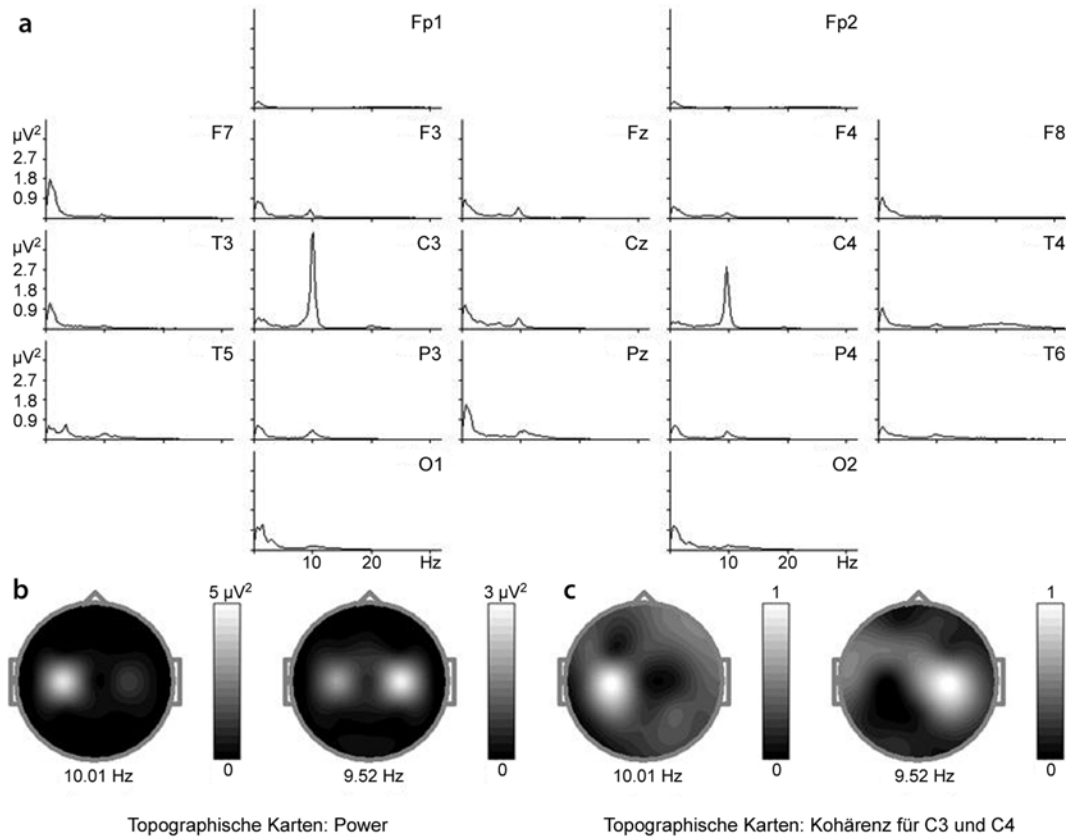 a
Fp1 Fp2
µV² F7 F3 Fz F4 F8
2.7
1.8
0.9
µV² T3 C3 Cz C4 T4
2.7
1.8
0.9
µV² T5 P3 Pz P4 T6
2.7
1.8
0.9
O1 O2
10 20 Hz 10 20 Hz
b 5 µV² 3 µV² c 1 1
0 0 0 0
10.01 Hz 9.52 Hz 10.01 Hz 9.52 Hz
Topographische Karten: Power Topographische Karten: Kohärenz für C3 und C4